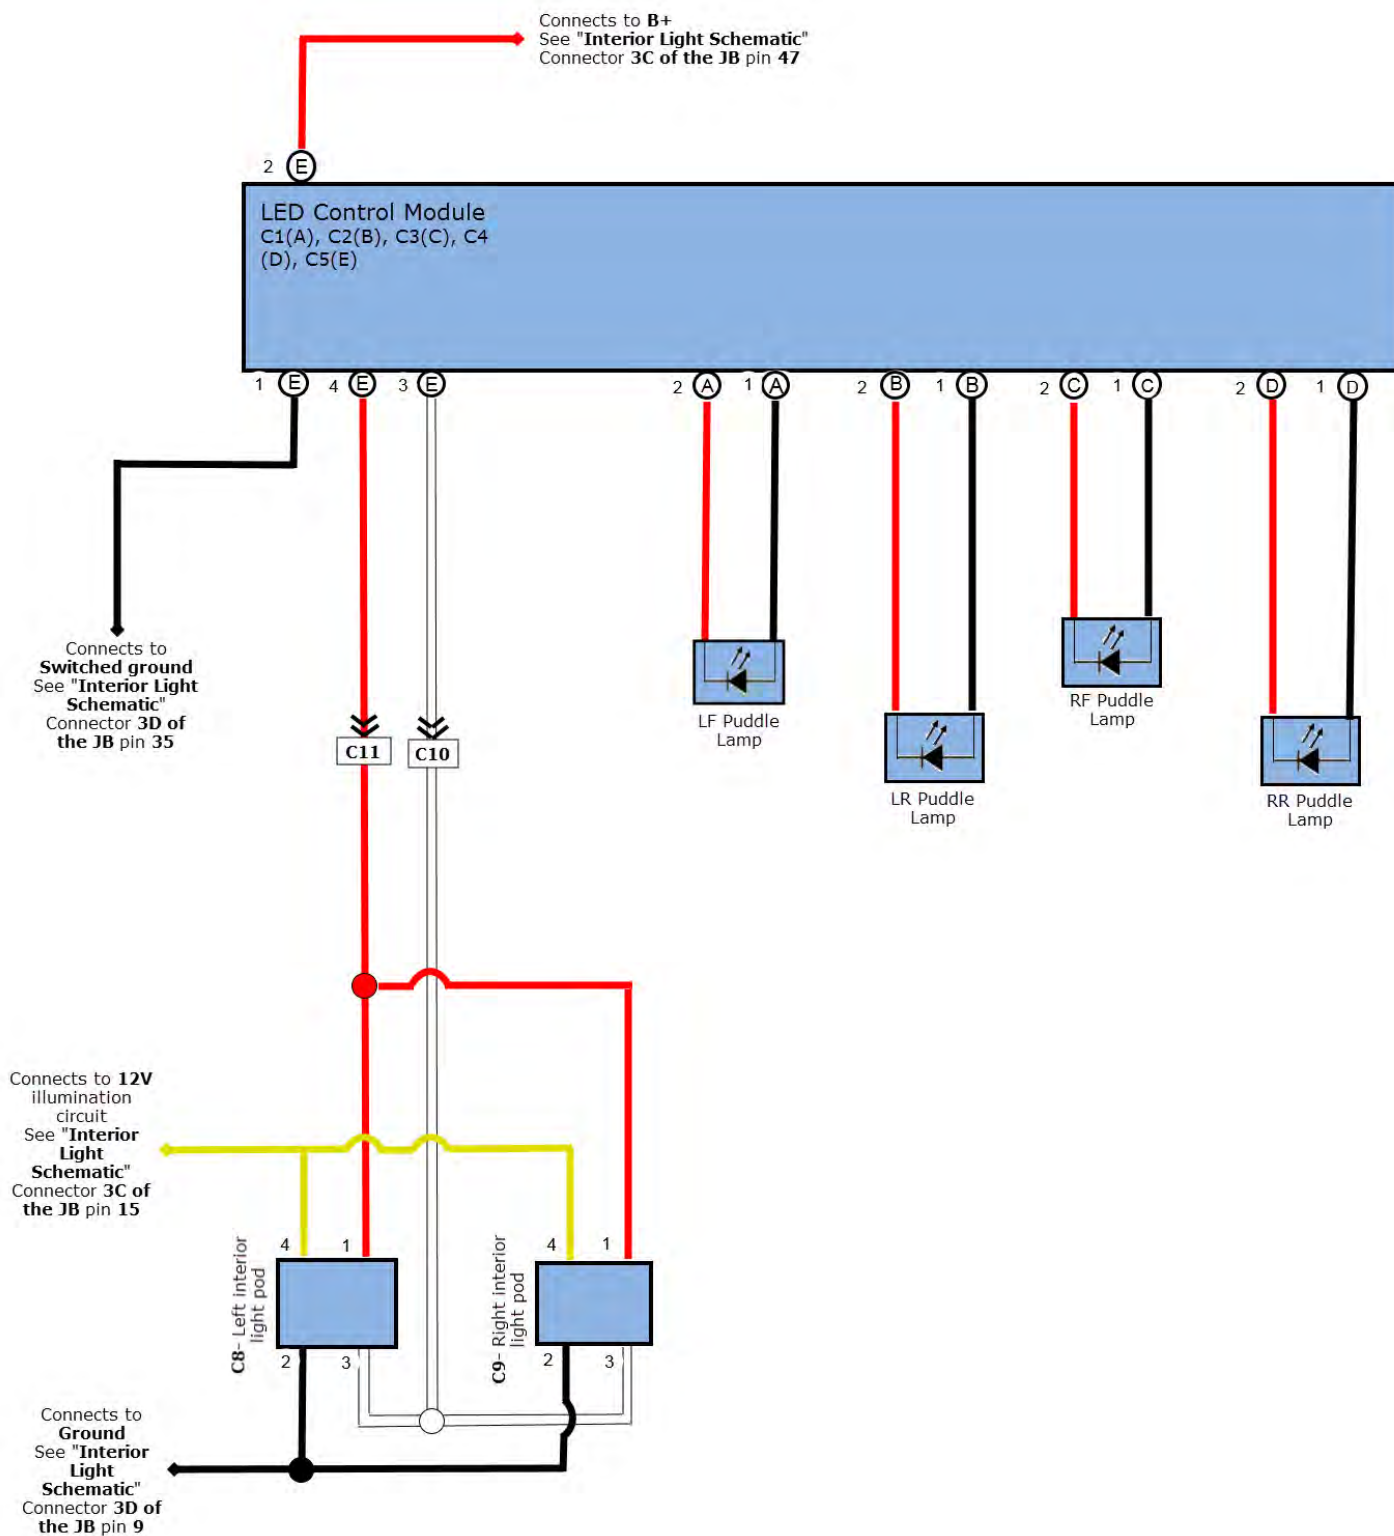 Connects to B+
See "Interior Light Schematic"
Connector 3C of the JB pin 47
2 E
LED Control Module
C1(A), C2(B), C3(C), C4
(D), C5(E)
1 E 4 E 3 E 2 A 1 A 2 B 1 B 2 C 1 C 2 D 1 D
Connects to
Switched ground
See "Interior Light
Schematic"
Connector 3D of
the JB pin 35
C11
C10
LF Puddle
Lamp
LR Puddle
Lamp
RF Puddle
Lamp
RR Puddle
Lamp
Connects to 12V
illumination
circuit
See "Interior
Light
Schematic"
Connector 3C of
the JB pin 15
4 1
C8- Left interior
light pod
2 3
4 1
C9- Right interior
light pod
2 3
Connects to
Ground
See "Interior
Light
Schematic"
Connector 3D of
the JB pin 9